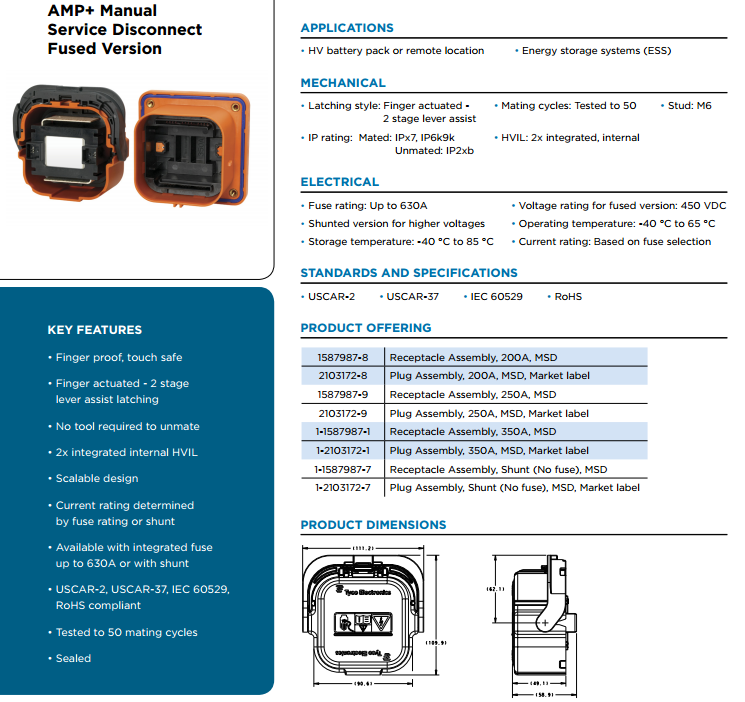 AMP+ Manual
Service Disconnect
Fused Version
KEY FEATURES
• Finger proof, touch safe
• Finger actuated - 2 stage
lever assist latching
• No tool required to unmate
• 2x integrated internal HVIL
• Scalable design
• Current rating determined
by fuse rating or shunt
• Available with integrated fuse
up to 630A or with shunt
• USCAR-2, USCAR-37, IEC 60529,
RoHS compliant
• Tested to 50 mating cycles
• Sealed
APPLICATIONS
• HV battery pack or remote location • Energy storage systems (ESS)
MECHANICAL
• Latching style: Finger actuated - • Mating cycles: Tested to 50 • Stud: M6
2 stage lever assist
• IP rating: Mated: IPx7, IP6k9k • HVIL: 2x integrated, internal
Unmated: IP2xb
ELECTRICAL
• Fuse rating: Up to 630A • Voltage rating for fused version: 450 VDC
• Shunted version for higher voltages • Operating temperature: -40 °C to 65 °C
• Storage temperature: -40 °C to 85 °C • Current rating: Based on fuse selection
STANDARDS AND SPECIFICATIONS
• USCAR-2 • USCAR-37 • IEC 60529 • RoHS
PRODUCT OFFERING
1587987-8 Receptacle Assembly, 200A, MSD
2103172-8 Plug Assembly, 200A, MSD, Market label
1587987-9 Receptacle Assembly, 250A, MSD
2103172-9 Plug Assembly, 250A, MSD, Market label
1-1587987-1 Receptacle Assembly, 350A, MSD
1-2103172-1 Plug Assembly, 350A, MSD, Market label
1-1587987-7 Receptacle Assembly, Shunt (No fuse), MSD
1-2103172-7 Plug Assembly, Shunt (No fuse), MSD, Market label
PRODUCT DIMENSIONS
(111.2)
Tyco Electronics
Tyco Electronics
(109.9)
(90.6)
(62.1)
(49.1)
(58.9)